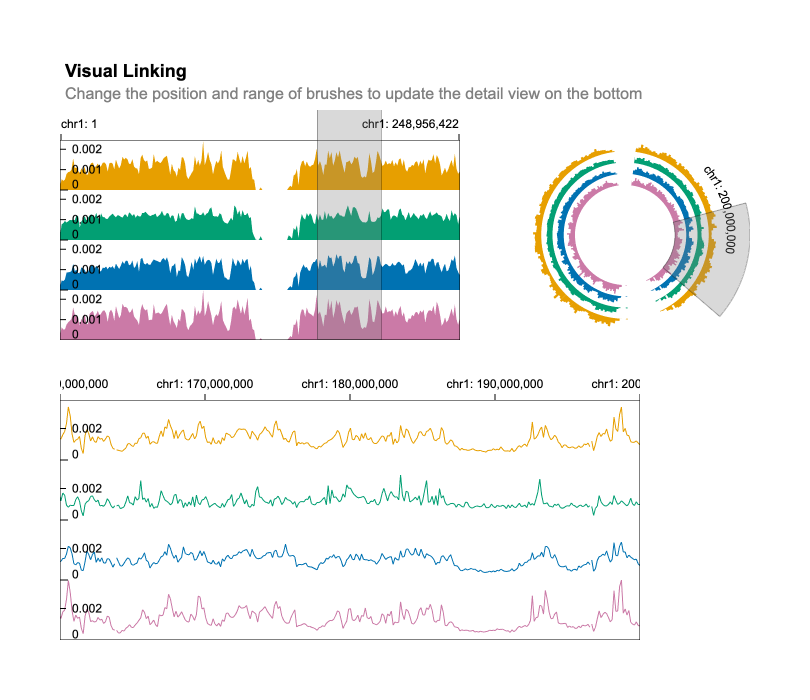 Visual Linking
Change the position and range of brushes to update the detail view on the bottom
chr1: 1
chr1: 248,956,422
0.002
0.001
0
0.002
0.001
0
0.002
0.001
0
0.002
0.001
0
chr1: 200,000,000
0,000,000
chr1: 170,000,000
chr1: 180,000,000
chr1: 190,000,000
chr1: 200
0.002
0
0.002
0
0.002
0
0.002
0